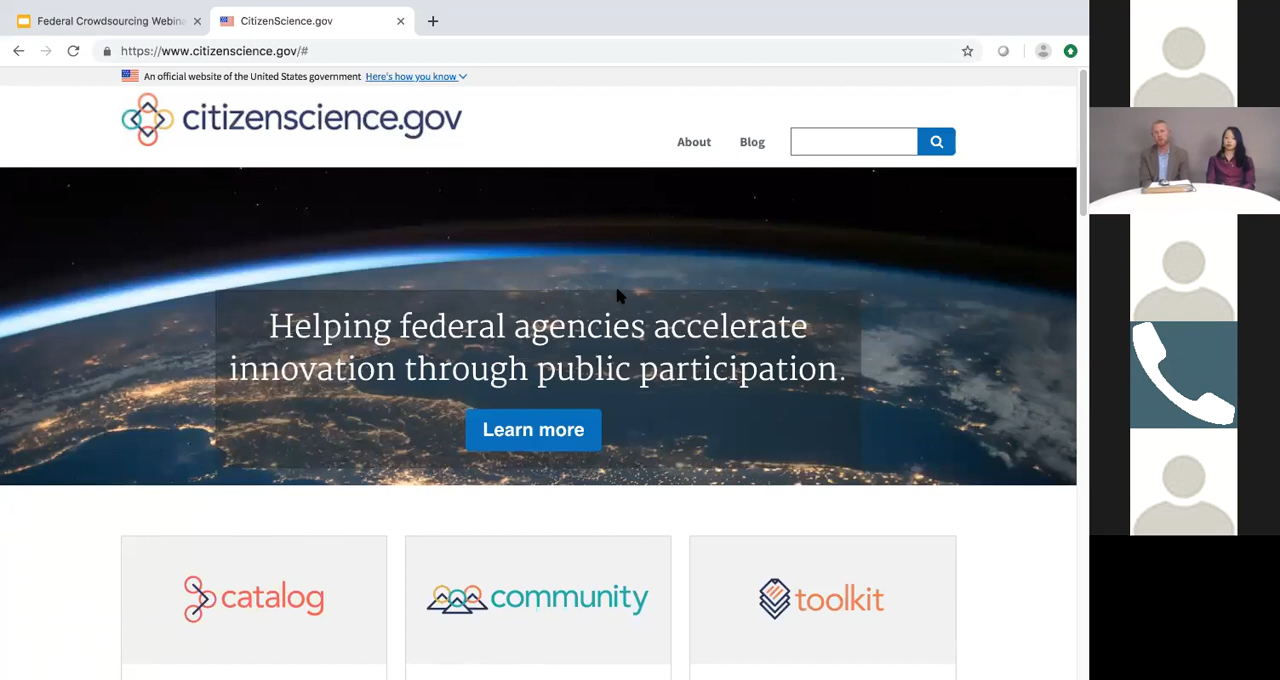 Federal Crowdsourcing Webina
CitizenScience.gov
https://www.citizenscience.gov/#
An official website of the United States government Here's how you know
citizenscience.gov
About Blog
Helping federal agencies accelerate
innovation through public participation.
Learn more
catalog
community
toolkit